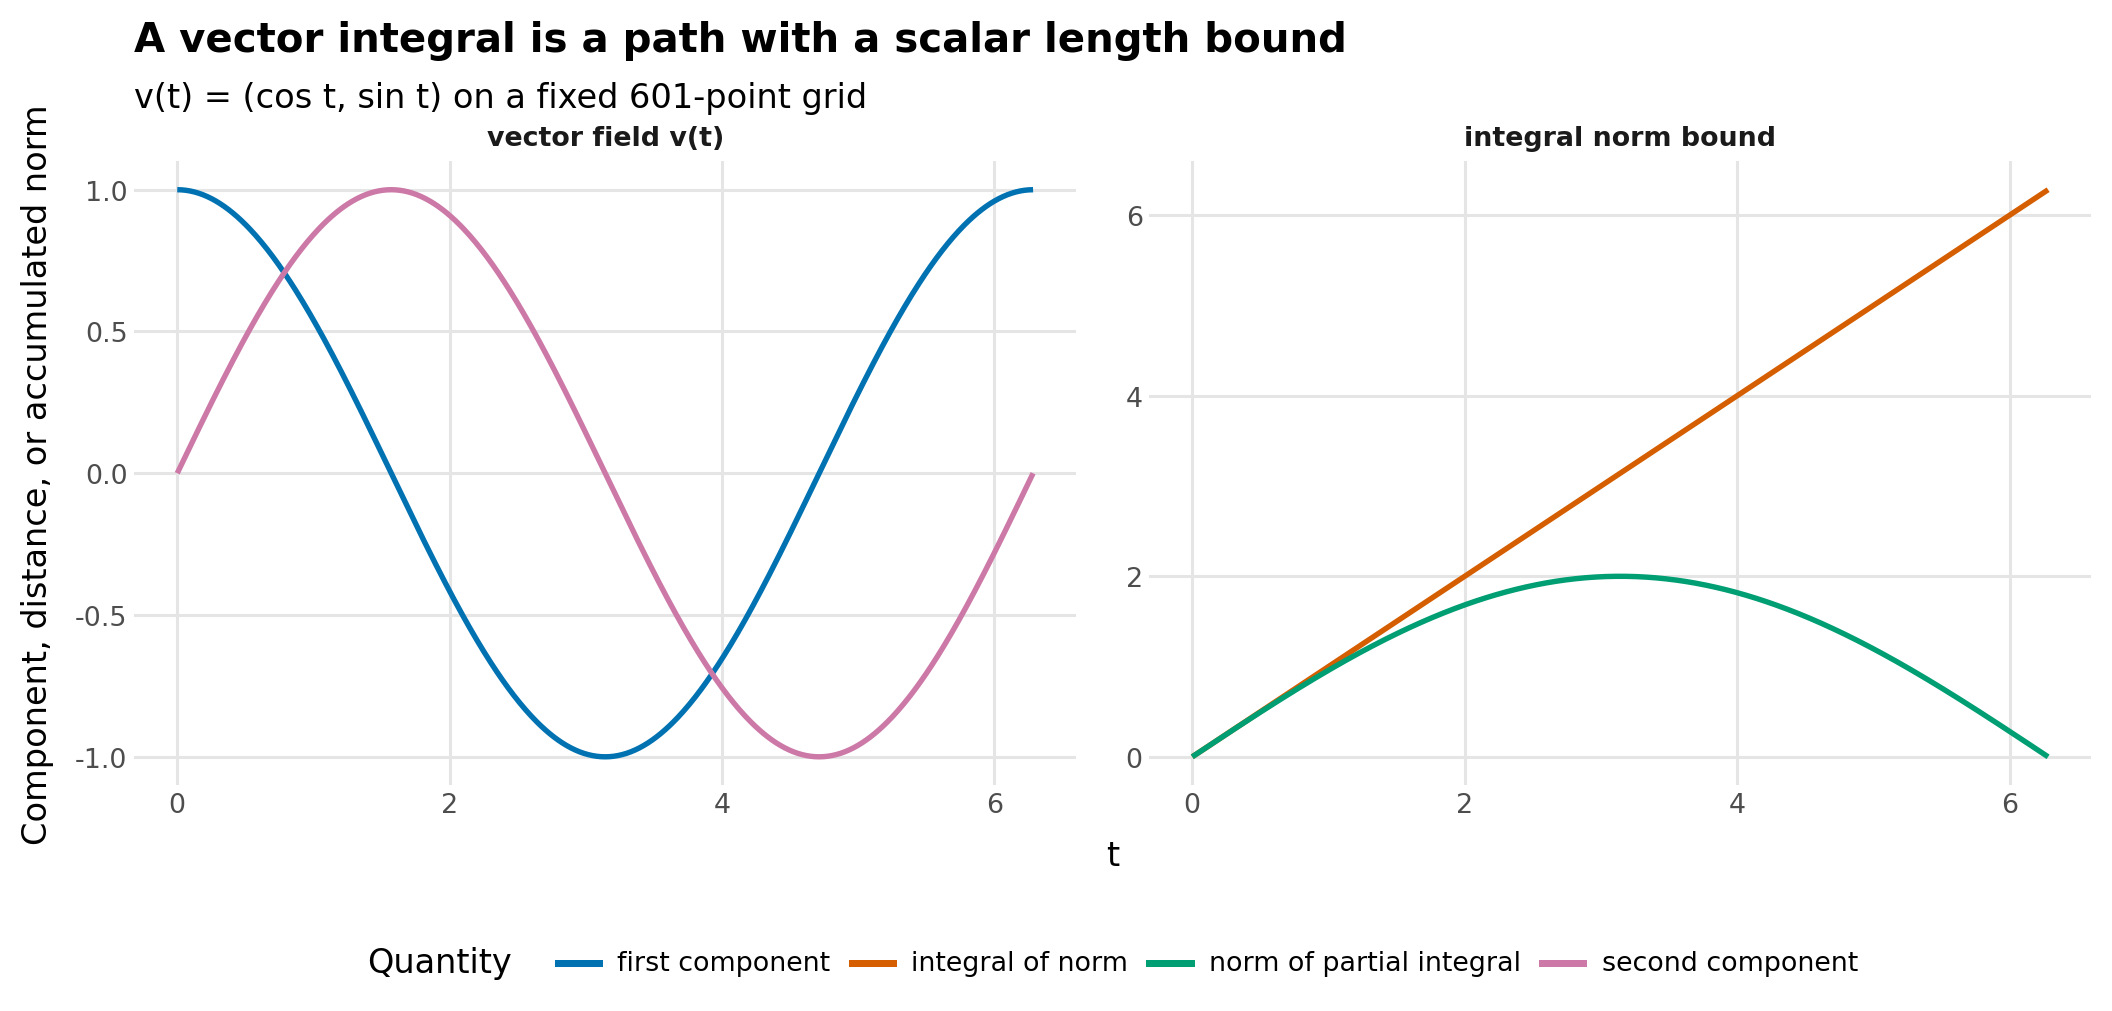 A vector integral is a path with a scalar length bound
v(t) = (cos t, sin t) on a fixed 601-point grid
vector field v(t)
integral norm bound
Component, distance, or accumulated norm
1.0
0.5
0.0
-0.5
-1.0
0 2 4 6
6
4
2
0
0 2 4 6
t
Quantity first component integral of norm norm of partial integral second component